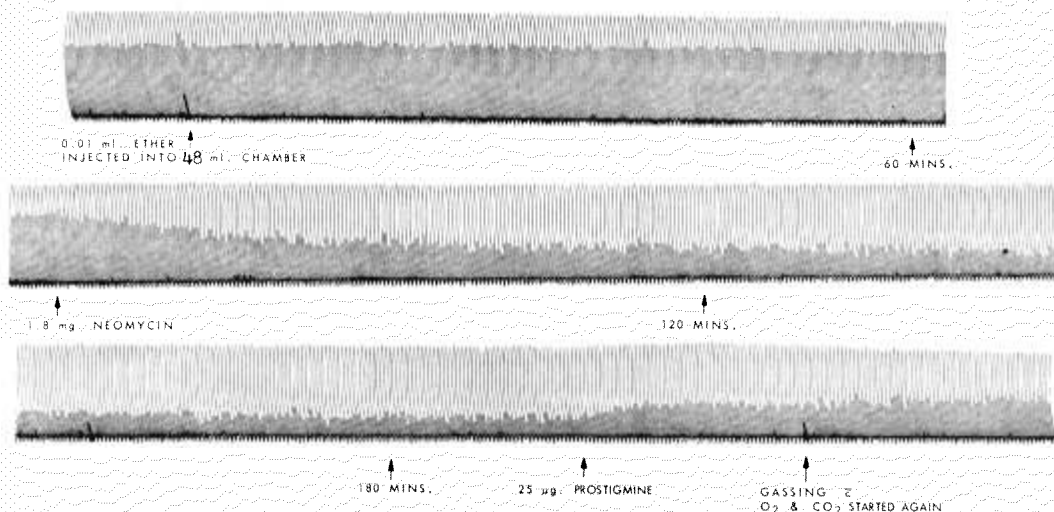 0.01 ml. ETHER
INJECTED INTO 48 ml. CHAMBER
60 MINS.
1.8 mg. NEOMYCIN
120 MINS.
180 MINS.
25 µg. PROSTIGMINE
GASSING c̄
O₂ & CO₂ STARTED AGAIN